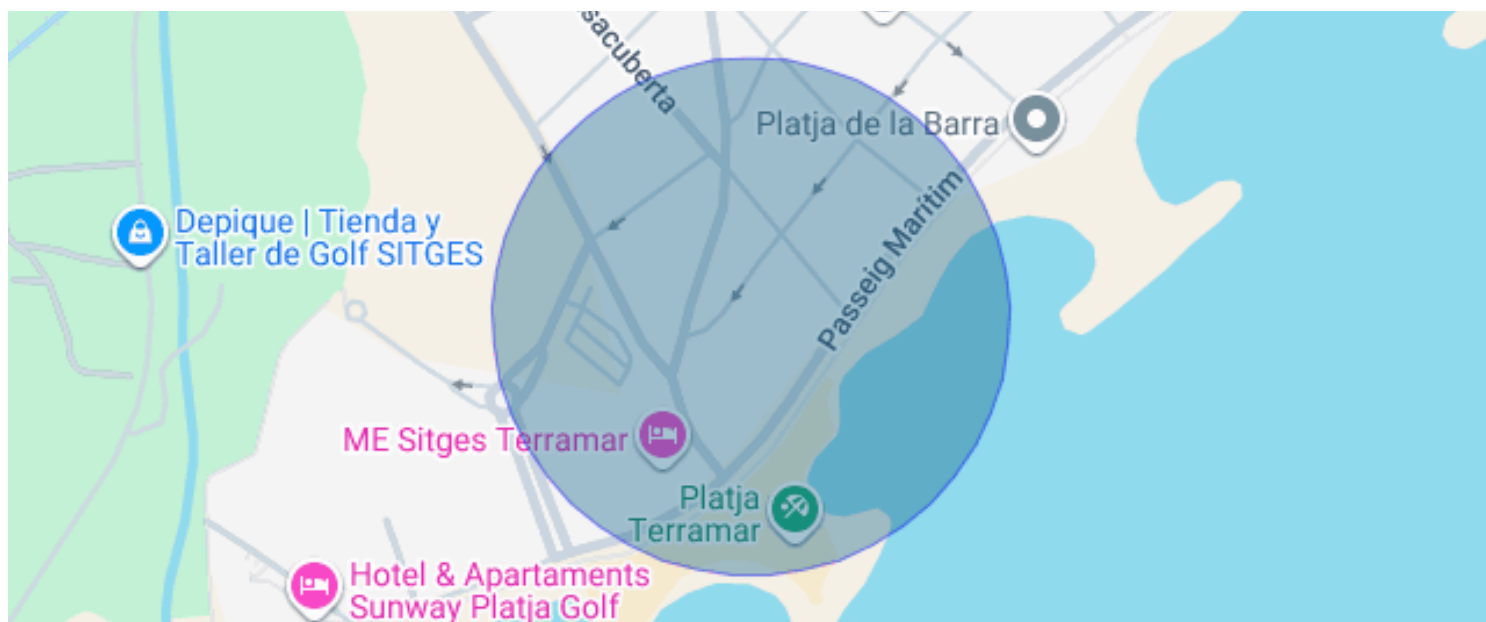 sacuberta
Platja de la Barra
Passeig Marítim
Depique | Tienda y
Taller de Golf SITGES
ME Sitges Terramar
Platja
Terramar
Hotel & Apartaments
Sunway Platja Golf